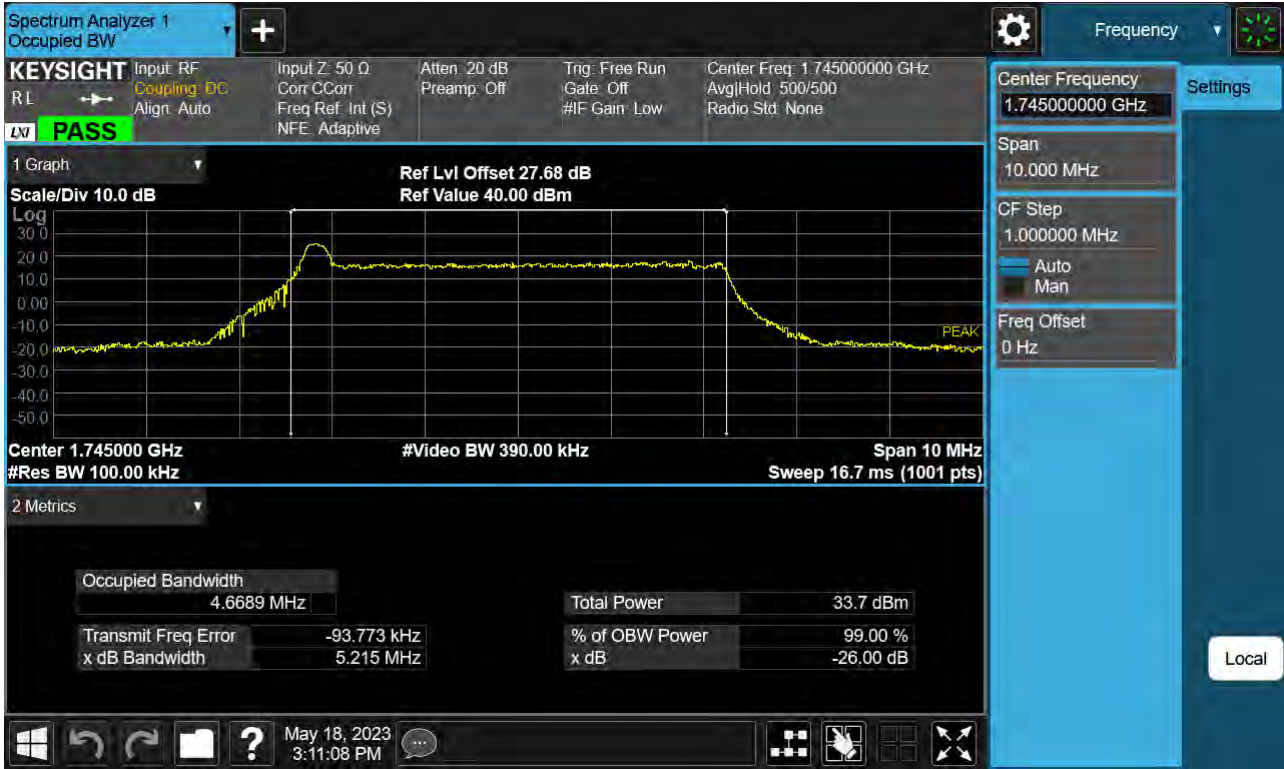 Spectrum Analyzer 1
Occupied BW
Frequency
KEYSIGHT
R L
LXI
PASS
Input: RF
Coupling: DC
Align: Auto
Input Z: 50 Ω
Corr CCorr
Freq Ref: Int (S)
NFE: Adaptive
Atten: 20 dB
Preamp: Off
Trig: Free Run
Gate: Off
#IF Gain: Low
Center Freq: 1.745000000 GHz
Avg|Hold: 500/500
Radio Std: None
Center Frequency
1.745000000 GHz
Settings
Span
10.000 MHz
CF Step
1.000000 MHz
Auto
Man
Freq Offset
0 Hz
Local
1 Graph
Scale/Div 10.0 dB
Ref Lvl Offset 27.68 dB
Ref Value 40.00 dBm
Log
30.0
20.0
10.0
0.00
-10.0
-20.0
-30.0
-40.0
-50.0
PEAK
Center 1.745000 GHz
#Video BW 390.00 kHz
Span 10 MHz
#Res BW 100.00 kHz
Sweep 16.7 ms (1001 pts)
2 Metrics
Occupied Bandwidth
4.6689 MHz
Total Power 33.7 dBm
Transmit Freq Error -93.773 kHz
% of OBW Power 99.00 %
x dB Bandwidth 5.215 MHz
x dB -26.00 dB
?
May 18, 2023
3:11:08 PM